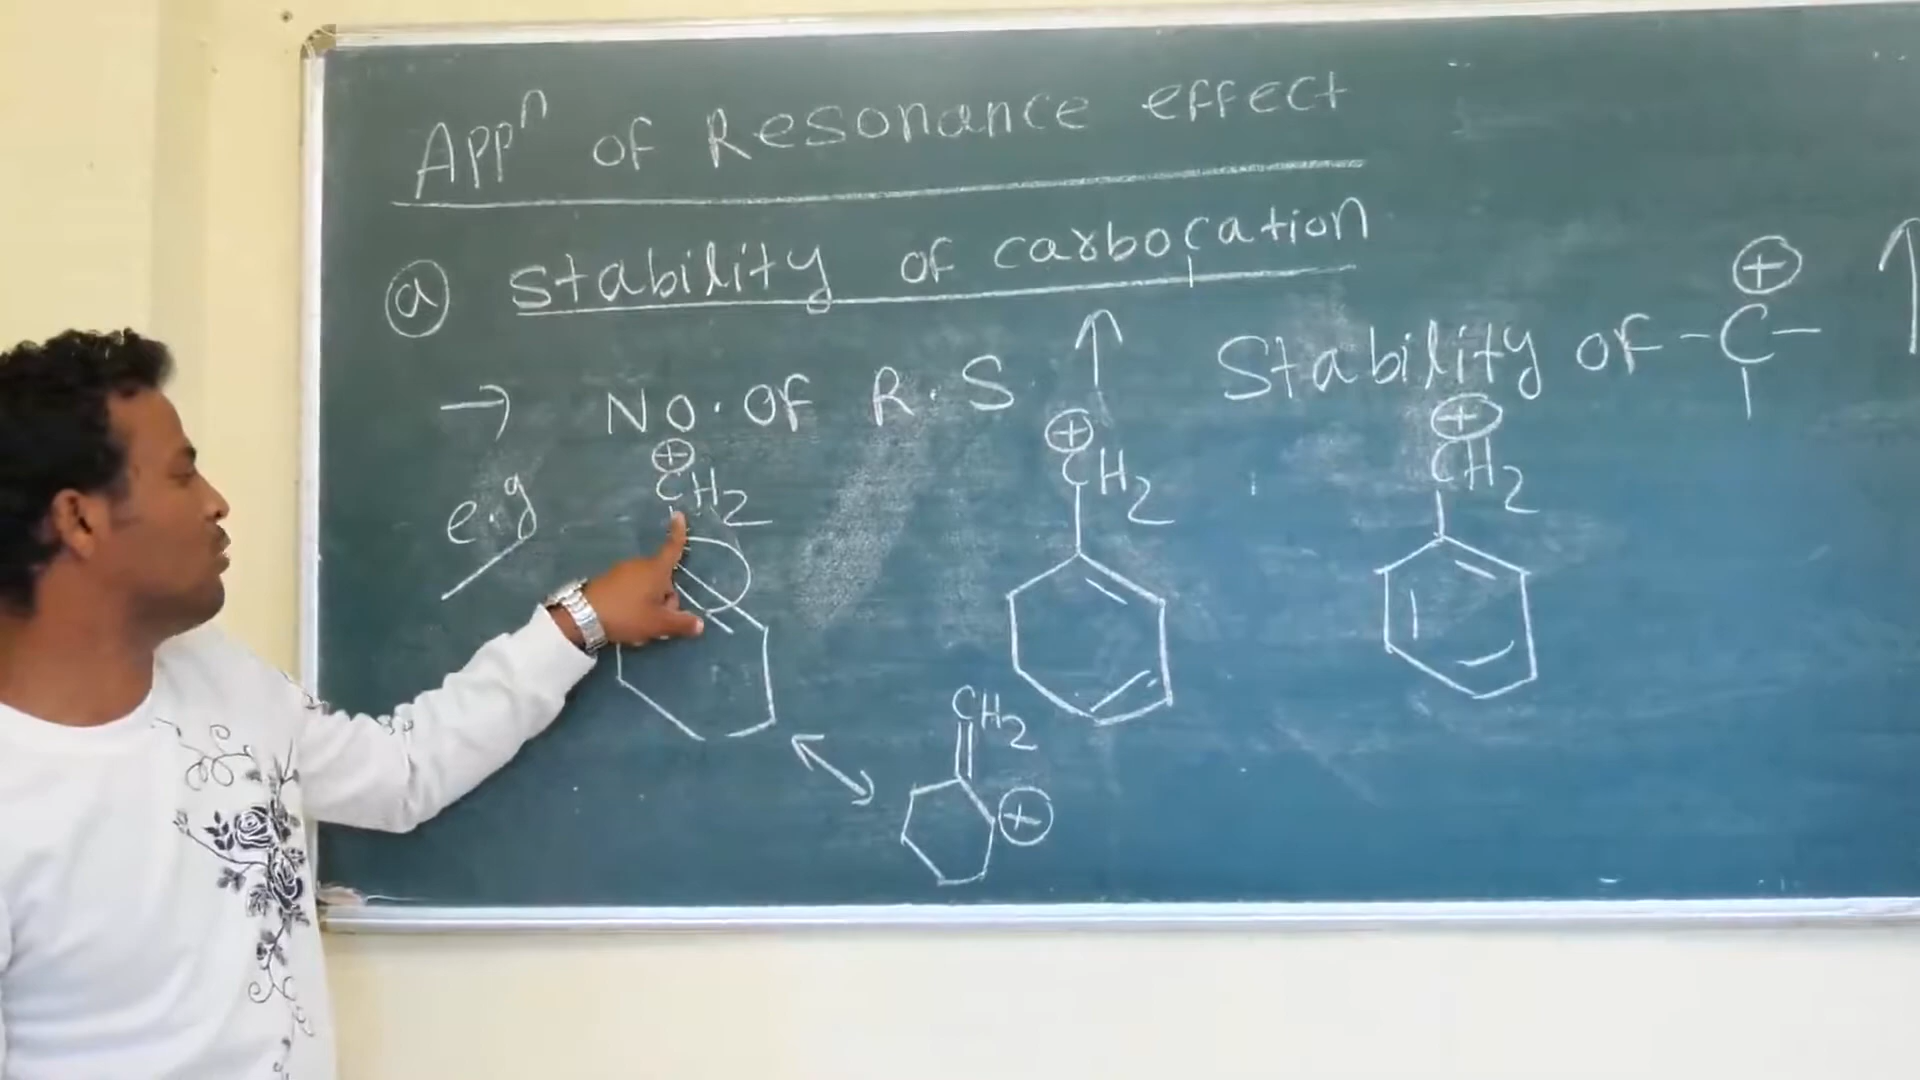 Appⁿ of Resonance effect
ⓐ Stability of carbocation
→ No. of R.S ↑ Stability of -C- ⊕ ↑
e.g ⊕ CH2 ⊕ CH2 ⊕ CH2
CH2
⊕